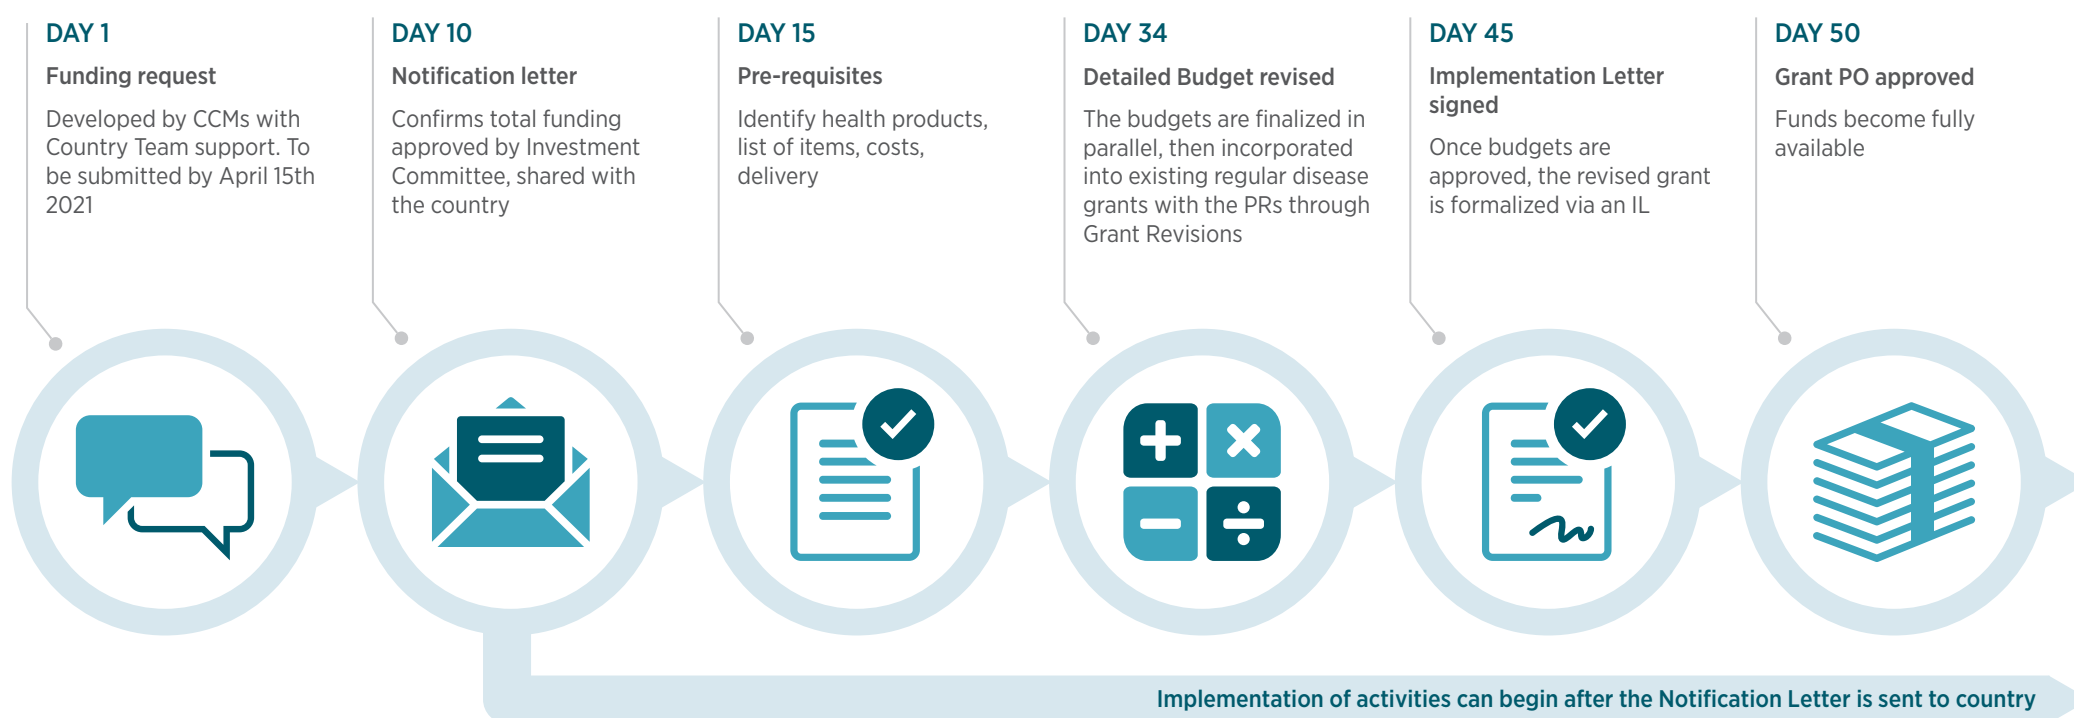 DAY 1
Funding request
Developed by CCMs with
Country Team support. To
be submitted by April 15th
2021
DAY 10
Notification letter
Confirms total funding
approved by Investment
Committee, shared with
the country
DAY 15
Pre-requisites
Identify health products,
list of items, costs,
delivery
DAY 34
Detailed Budget revised
The budgets are finalized in
parallel, then incorporated
into existing regular disease
grants with the PRs through
Grant Revisions
DAY 45
Implementation Letter
signed
Once budgets are
approved, the revised grant
is formalized via an IL
DAY 50
Grant PO approved
Funds become fully
available
Implementation of activities can begin after the Notification Letter is sent to country